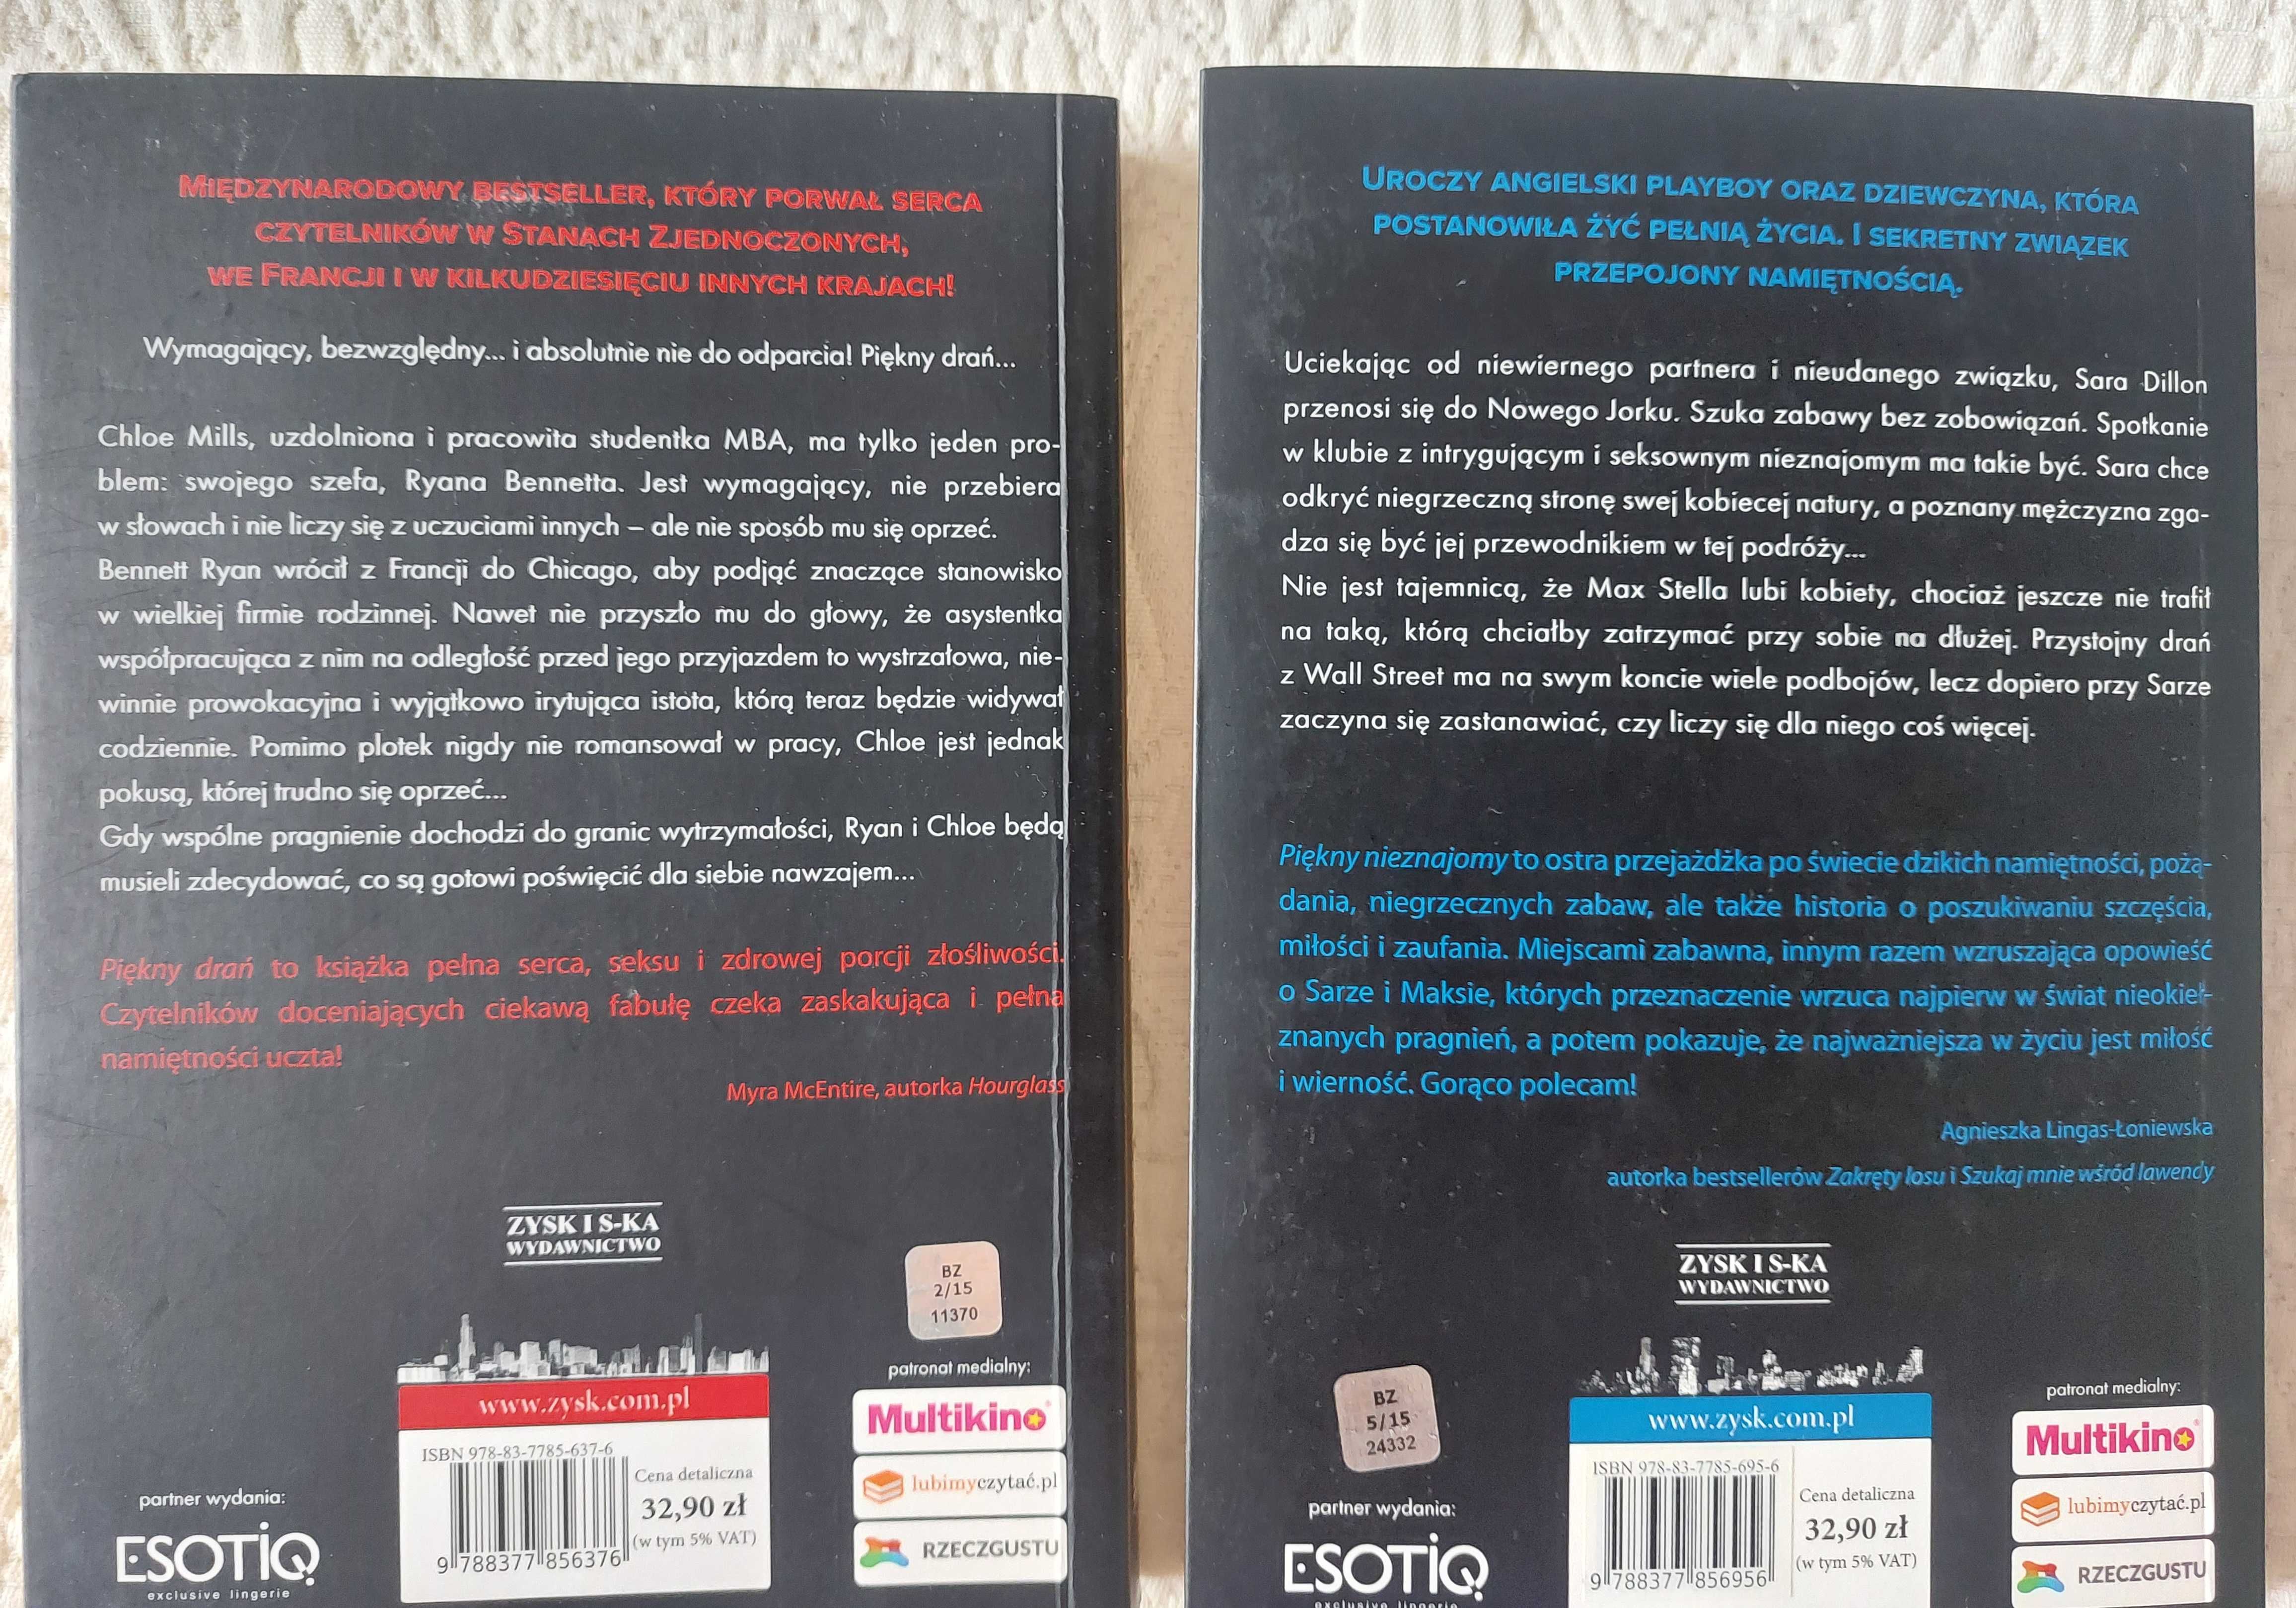 Międzynarodowy bestseller, który porwał serca
czytelników w Stanach Zjednoczonych,
we Francji i w kilkudziesięciu innych krajach!
Wymagający, bezwzględny... i absolutnie nie do odparcia! Piękny drań...
Chloe Mills, uzdolniona i pracowita studentka MBA, ma tylko jeden pro-
blem: swojego szefa, Ryana Bennetta. Jest wymagający, nie przebiera
w słowach i nie liczy się z uczuciami innych – ale nie sposób mu się oprzeć.
Bennett Ryan wrócił z Francji do Chicago, aby podjąć znaczące stanowisko
w wielkiej firmie rodzinnej. Nawet nie przyszło mu do głowy, że asystentka
współpracująca z nim na odległość przed jego przyjazdem to wystrzałowa, nie-
winnie prowokacyjna i wyjątkowo irytująca istota, którą teraz będzie widywał
codziennie. Pomimo plotek nigdy nie romansował w pracy, Chloe jest jednak
pokusą, której trudno się oprzeć...
Gdy wspólne pragnienie dochodzi do granic wytrzymałości, Ryan i Chloe będą
musieli zdecydować, co są gotowi poświęcić dla siebie nawzajem...
Piękny drań to książka pełna serca, seksu i zdrowej porcji złośliwości.
Czytelników doceniających ciekawą fabułę czeka zaskakująca i pełna
namiętności uczta!
Myra McEntire, autorka Hourglass
ZYSK I S-KA
WYDAWNICTWO
BZ
2/15
11370
patronat medialny:
Multikino
lubimyczytać.pl
RZECZGUSTU
www.zysk.com.pl
ISBN 978-83-7785-637-6
Cena detaliczna
32,90 zł
(w tym 5% VAT)
9 788377 856376
partner wydania:
ESOTIQ
exclusive lingerie
Uroczy angielski playboy oraz dziewczyna, która
postanowiła żyć pełnią życia. I sekretny związek
przepojony namiętnością.
Uciekając od niewiernego partnera i nieudanego związku, Sara Dillon
przenosi się do Nowego Jorku. Szuka zabawy bez zobowiązań. Spotkanie
w klubie z intrygującym i seksownym nieznajomym ma takie być. Sara chce
odkryć niegrzeczną stronę swej kobiecej natury, a poznany mężczyzna zga-
dza się być jej przewodnikiem w tej podróży...
Nie jest tajemnicą, że Max Stella lubi kobiety, chociaż jeszcze nie trafił
na taką, którą chciałby zatrzymać przy sobie na dłużej. Przystojny drań
z Wall Street ma na swym koncie wiele podbojów, lecz dopiero przy Sarze
zaczyna się zastanawiać, czy liczy się dla niego coś więcej.
Piękny nieznajomy to ostra przejażdżka po świecie dzikich namiętności, pożą-
dania, niegrzecznych zabaw, ale także historia o poszukiwaniu szczęścia,
miłości i zaufania. Miejscami zabawna, innym razem wzruszająca opowieść
o Sarze i Maksie, których przeznaczenie wrzuca najpierw w świat nieokieł-
znanych pragnień, a potem pokazuje, że najważniejsza w życiu jest miłość
i wierność. Gorąco polecam!
Agnieszka Lingas-Łoniewska
autorka bestsellerów Zakręty losu i Szukaj mnie wśród lawendy
ZYSK I S-KA
WYDAWNICTWO
BZ
5/15
24332
patronat medialny:
Multikino
lubimyczytać.pl
RZECZGUSTU
www.zysk.com.pl
ISBN 978-83-7785-695-6
Cena detaliczna
32,90 zł
(w tym 5% VAT)
9 788377 856956
partner wydania:
ESOTIQ
exclusive lingerie